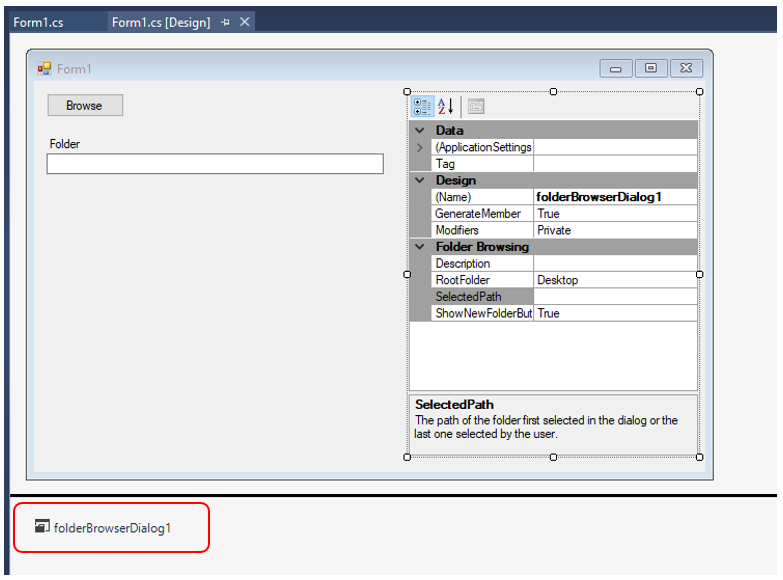 Form1.cs
Form1.cs [Design]
Form1
Browse
Folder
Data
(ApplicationSettings
Tag
Design
(Name) folderBrowserDialog1
GenerateMember True
Modifiers Private
Folder Browsing
Description
RootFolder Desktop
SelectedPath
ShowNewFolderBut True
SelectedPath
The path of the folder first selected in the dialog or the
last one selected by the user.
folderBrowserDialog1